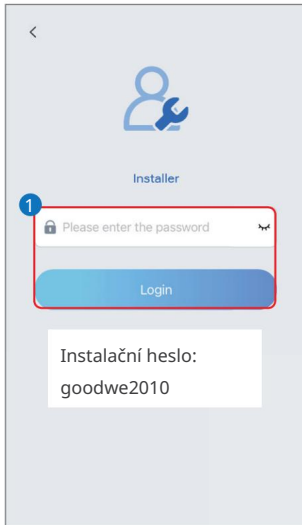 Installer
1
Please enter the password
Login
Instalační heslo:
goodwe2010